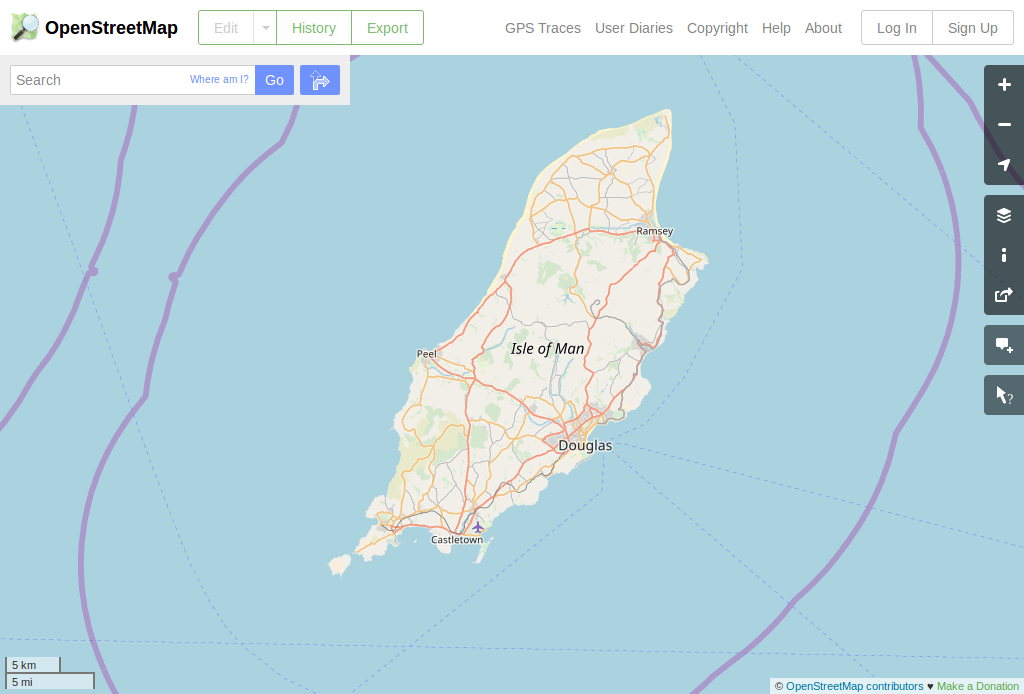 OpenStreetMap Edit History Export GPS Traces User Diaries Copyright Help About Log In Sign Up
Search Where am I? Go
Ramsey
Isle of Man
Peel
Douglas
Castletown
?
5 km
5 mi
© OpenStreetMap contributors ♥ Make a Donation